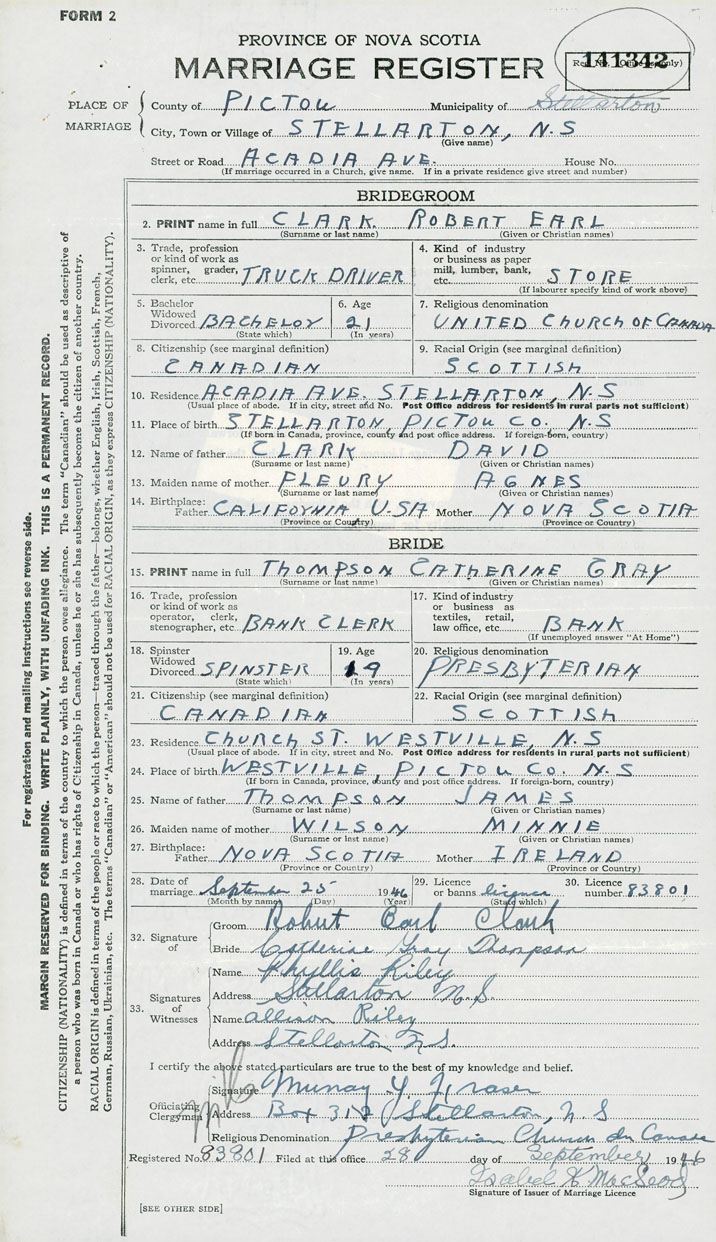 FORM 2
PROVINCE OF NOVA SCOTIA
MARRIAGE REGISTER
Reg. No. (Office use only)
141342
PLACE OF MARRIAGE
County of PICTOU Municipality of Stellarton
City, Town or Village of STELLARTON, N.S
(Give name)
Street or Road ACADIA AVE. House No.
(If marriage occurred in a Church, give name. If in a private residence give street and number)
BRIDEGROOM
2. PRINT name in full CLARK. ROBERT EARL
(Surname or last name) (Given or Christian names)
3. Trade, profession or kind of work as spinner, grader, clerk, etc. TRUCK DRIVER
4. Kind of industry or business as paper mill, lumber, bank, etc. STORE
(If labourer specify kind of work above)
5. Bachelor Widowed Divorced BACHELOY
(State which)
6. Age 21
(In years)
7. Religious denomination
UNITED CHURCH OF CANADA
8. Citizenship (see marginal definition)
CANADIAN
9. Racial Origin (see marginal definition)
SCOTTISH
10. Residence ACADIA AVE. STELLARTON, N.S
(Usual place of abode. If in city, street and No. Post Office address for residents in rural parts not sufficient)
11. Place of birth STELLARTON, PICTOU CO. N.S
(If born in Canada, province, county and post office address. If foreign-born, country)
12. Name of father CLARK DAVID
(Surname or last name) (Given or Christian names)
13. Maiden name of mother FLEURY AGNES
(Surname or last name) (Given or Christian names)
14. Birthplace: Father CALIFOYNIA U.SA Mother NOVA SCOTIA
(Province or Country) (Province or Country)
BRIDE
15. PRINT name in full THOMPSON CATHERINE GRAY
(Surname or last name) (Given or Christian names)
16. Trade, profession or kind of work as operator, clerk, stenographer, etc. BANK CLERK
17. Kind of industry or business as textiles, retail, law office, etc. BANK
(If unemployed answer "At Home")
18. Spinster Widowed Divorced SPINSTER
(State which)
19. Age 19
(In years)
20. Religious denomination
PRESBYTERIAN
21. Citizenship (see marginal definition)
CANADIAN
22. Racial Origin (see marginal definition)
SCOTTISH
23. Residence CHURCH ST. WESTVILLE, N.S
(Usual place of abode. If in city, street and No. Post Office address for residents in rural parts not sufficient)
24. Place of birth WESTVILLE, PICTOU CO. N.S
(If born in Canada, province, county and post office address. If foreign-born, country)
25. Name of father THOMPSON JAMES
(Surname or last name) (Given or Christian names)
26. Maiden name of mother WILSON MINNIE
(Surname or last name) (Given or Christian names)
27. Birthplace: Father NOVA SCOTIA Mother IRELAND
(Province or Country) (Province or Country)
28. Date of marriage September 25 1946
(Month by name) (Day) (Year)
29. Licence or banns licence
(State which)
30. Licence number 83801
32. Signature of
Groom Robert Earl Clark
Bride Catherine Gray Thompson
33. Signatures of Witnesses
Name Phyllis Riley
Address Stellarton N.S.
Name Allison Riley
Address Stellarton N.S.
I certify the above stated particulars are true to the best of my knowledge and belief.
Officiating Clergyman
Signature Murray Y Fraser
Address Box 318 Stellarton, N S
Religious Denomination Presbyterian Church in Canada
Registered No. 83801 Filed at this office 28 day of September 1946
Isabel H MacLeod
Signature of Issuer of Marriage Licence
[SEE OTHER SIDE]
For registration and mailing instructions see reverse side.
MARGIN RESERVED FOR BINDING. WRITE PLAINLY, WITH UNFADING INK. THIS IS A PERMANENT RECORD.
CITIZENSHIP (NATIONALITY) is defined in terms of the country to which the person owes allegiance. The term "Canadian" should be used as descriptive of
a person who was born in Canada or who has rights of Citizenship in Canada, unless he or she has subsequently become the citizen of another country.
RACIAL ORIGIN is defined in terms of the people or race to which the person—traced through the father—belongs, whether English, Irish, Scottish, French,
German, Russian, Ukrainian, etc. The terms "Canadian" or "American" should not be used for RACIAL ORIGIN, as they express CITIZENSHIP (NATIONALITY).